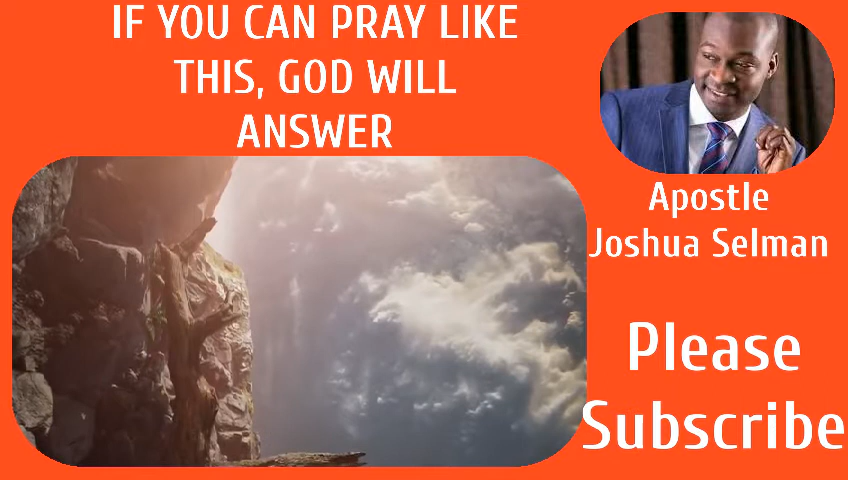 IF YOU CAN PRAY LIKE
THIS, GOD WILL
ANSWER
Apostle
Joshua Selman
Please
Subscribe